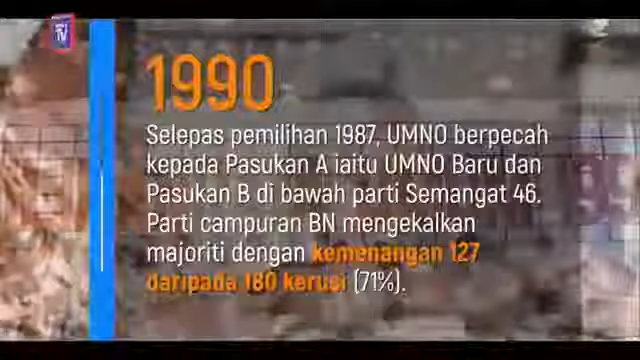 TV
1990
Selepas pemilihan 1987, UMNO berpecah
kepada Pasukan A iaitu UMNO Baru dan
Pasukan B di bawah parti Semangat 46.
Parti campuran BN mengekalkan
majoriti dengan kemenangan 127
daripada 180 kerusi (71%).